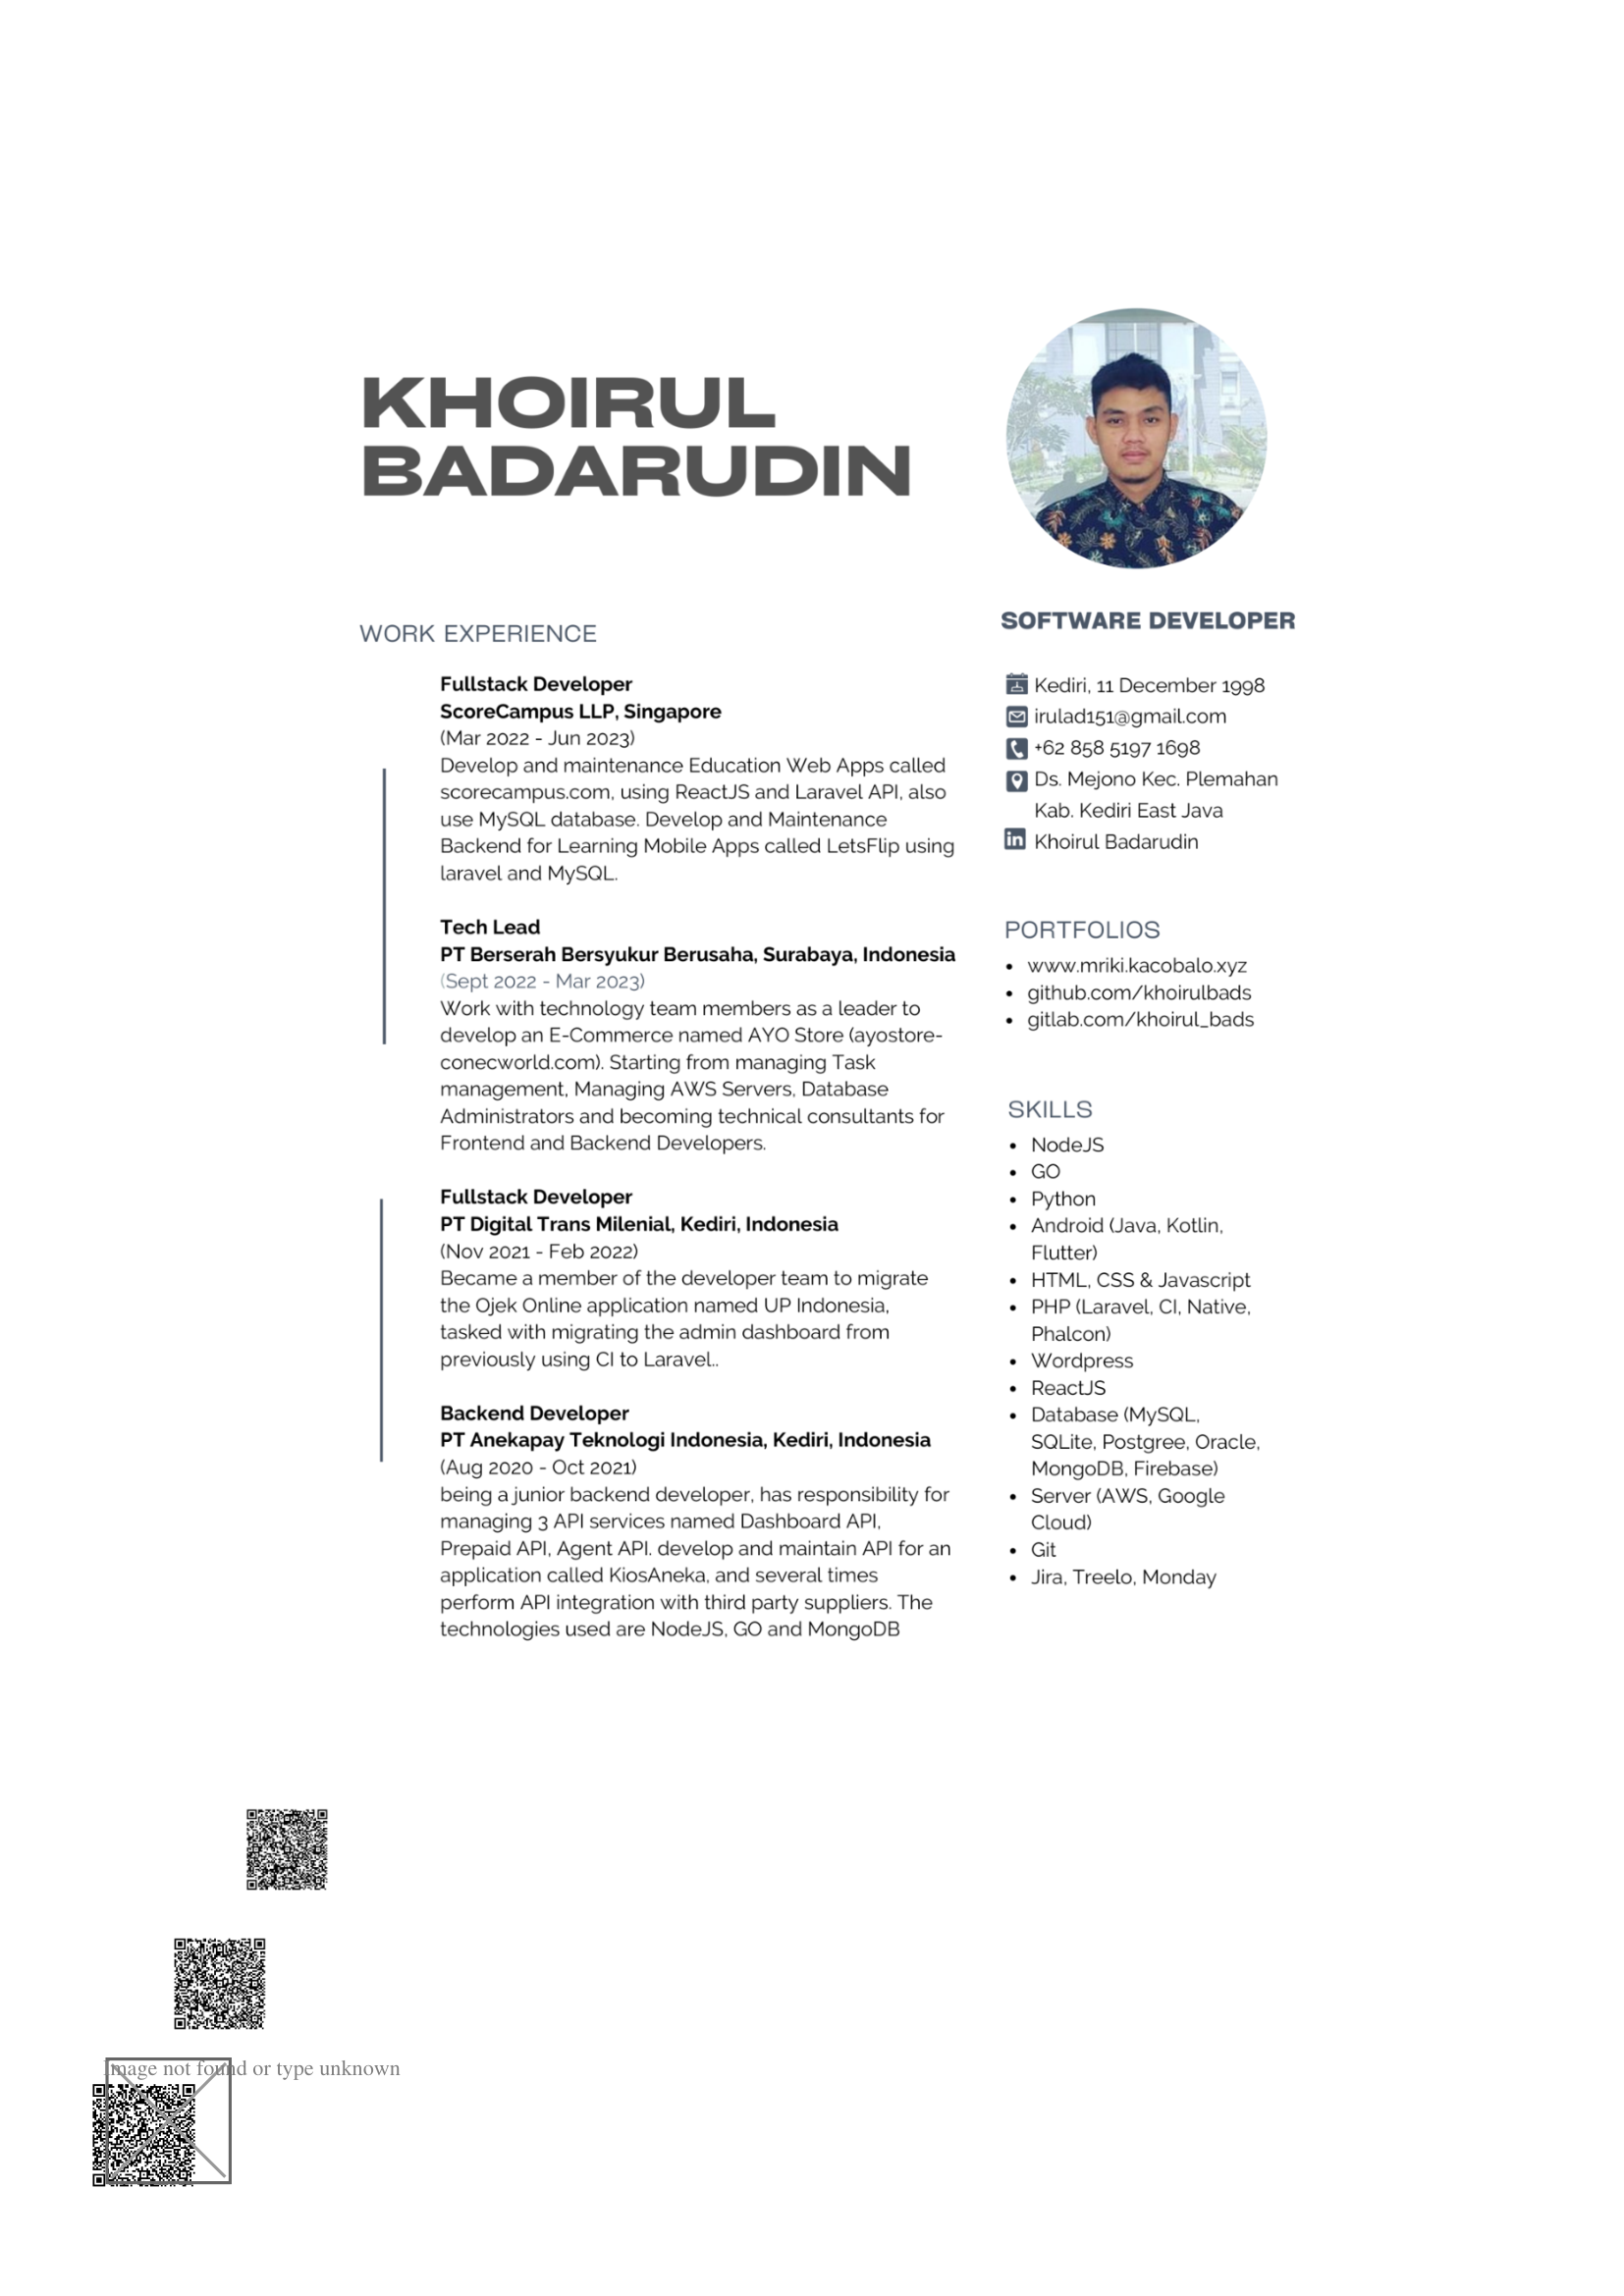 KHOIRUL
BADARUDIN
WORK EXPERIENCE
Fullstack Developer
ScoreCampus LLP, Singapore
(Mar 2022 - Jun 2023)
Develop and maintenance Education Web Apps called
scorecampus.com, using ReactJS and Laravel API, also
use MySQL database. Develop and Maintenance
Backend for Learning Mobile Apps called LetsFlip using
laravel and MySQL.
Tech Lead
PT Berserah Bersyukur Berusaha, Surabaya, Indonesia
(Sept 2022 - Mar 2023)
Work with technology team members as a leader to
develop an E-Commerce named AYO Store (ayostore-
conecworld.com). Starting from managing Task
management, Managing AWS Servers, Database
Administrators and becoming technical consultants for
Frontend and Backend Developers.
Fullstack Developer
PT Digital Trans Milenial, Kediri, Indonesia
(Nov 2021 - Feb 2022)
Became a member of the developer team to migrate
the Ojek Online application named UP Indonesia,
tasked with migrating the admin dashboard from
previously using CI to Laravel..
Backend Developer
PT Anekapay Teknologi Indonesia, Kediri, Indonesia
(Aug 2020 - Oct 2021)
being a junior backend developer, has responsibility for
managing 3 API services named Dashboard API,
Prepaid API, Agent API. develop and maintain API for an
application called KiosAneka, and several times
perform API integration with third party suppliers. The
technologies used are NodeJS, GO and MongoDB
SOFTWARE DEVELOPER
Kediri, 11 December 1998
irulad151@gmail.com
+62 858 5197 1698
Ds. Mejono Kec. Plemahan
Kab. Kediri East Java
in Khoirul Badarudin
PORTFOLIOS
• www.mriki.kacobalo.xyz
• github.com/khoirulbads
• gitlab.com/khoirul_bads
SKILLS
• NodeJS
• GO
• Python
• Android (Java, Kotlin,
Flutter)
• HTML, CSS & Javascript
• PHP (Laravel, CI, Native,
Phalcon)
• Wordpress
• ReactJS
• Database (MySQL,
SQLite, Postgree, Oracle,
MongoDB, Firebase)
• Server (AWS, Google
Cloud)
• Git
• Jira, Treelo, Monday
Image not found or type unknown